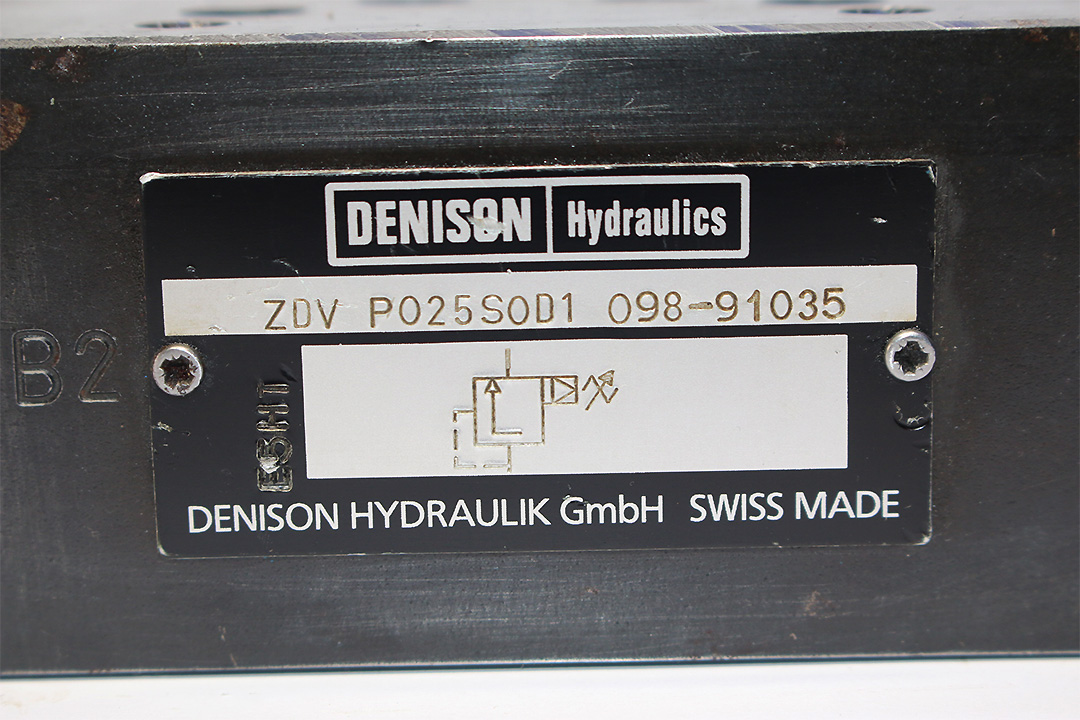 DENISON Hydraulics
ZDV P025S0D1 098-91035
B2
DENISON HYDRAULIK GmbH SWISS MADE